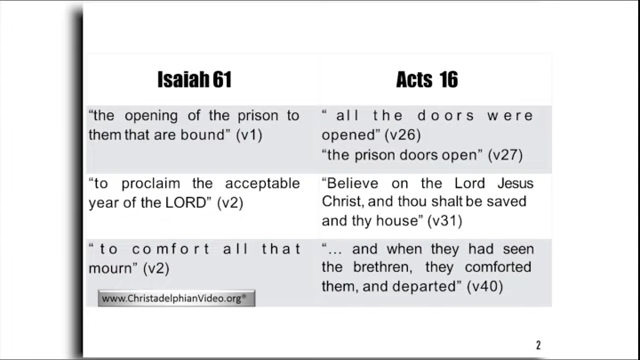 Isaiah 61
Acts 16
“the opening of the prison to
them that are bound” (v1)
“ all the doors were
opened” (v26)
“the prison doors open” (v27)
“to proclaim the acceptable
year of the LORD” (v2)
“Believe on the Lord Jesus
Christ, and thou shalt be saved
and thy house” (v31)
“ to comfort all that
mourn” (v2)
“... and when they had seen
the brethren, they comforted
them, and departed” (v40)
www.ChristadelphianVideo.org®
2